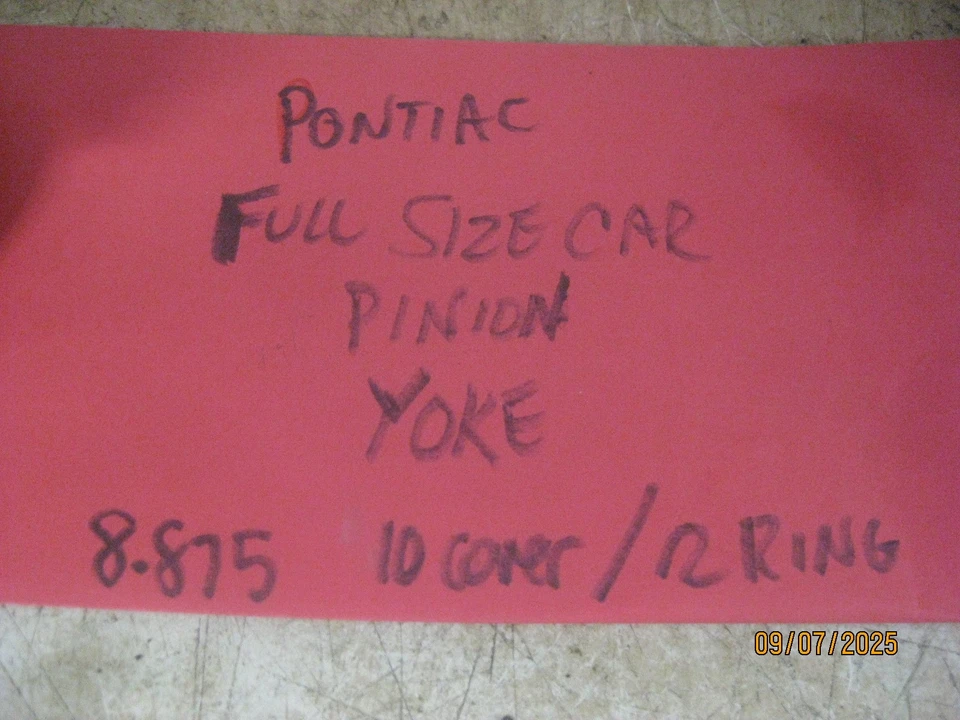 PONTIAC
FULL SIZE CAR
PINION
YOKE
8.875 10 COVER / 12 RING
09/07/2025